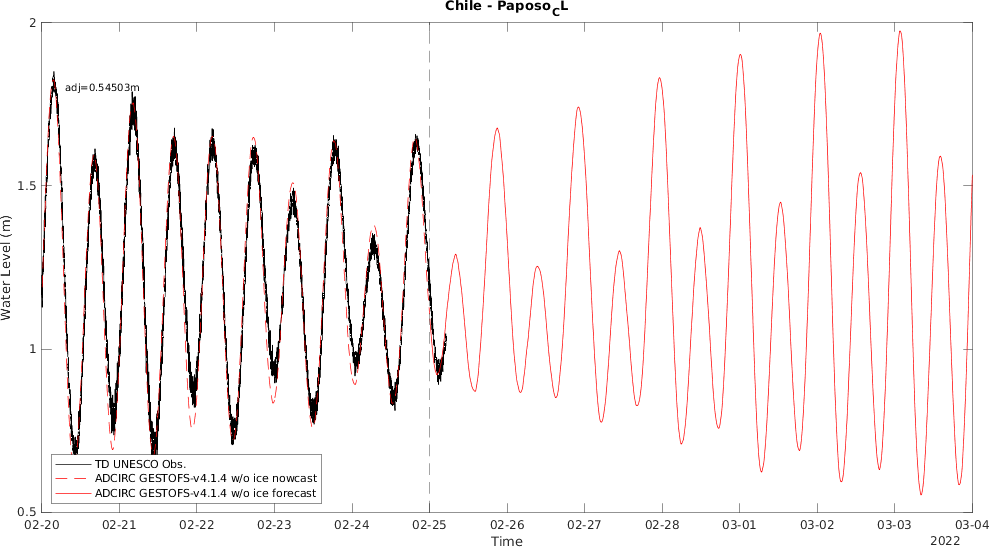 Chile - Paposo_CL
2
adj=0.54503m
1.5
Water Level (m)
1
TD UNESCO Obs.
ADCIRC GESTOFS-v4.1.4 w/o ice nowcast
ADCIRC GESTOFS-v4.1.4 w/o ice forecast
0.5
02-20 02-21 02-22 02-23 02-24 02-25 02-26 02-27 02-28 03-01 03-02 03-03 03-04
Time
2022